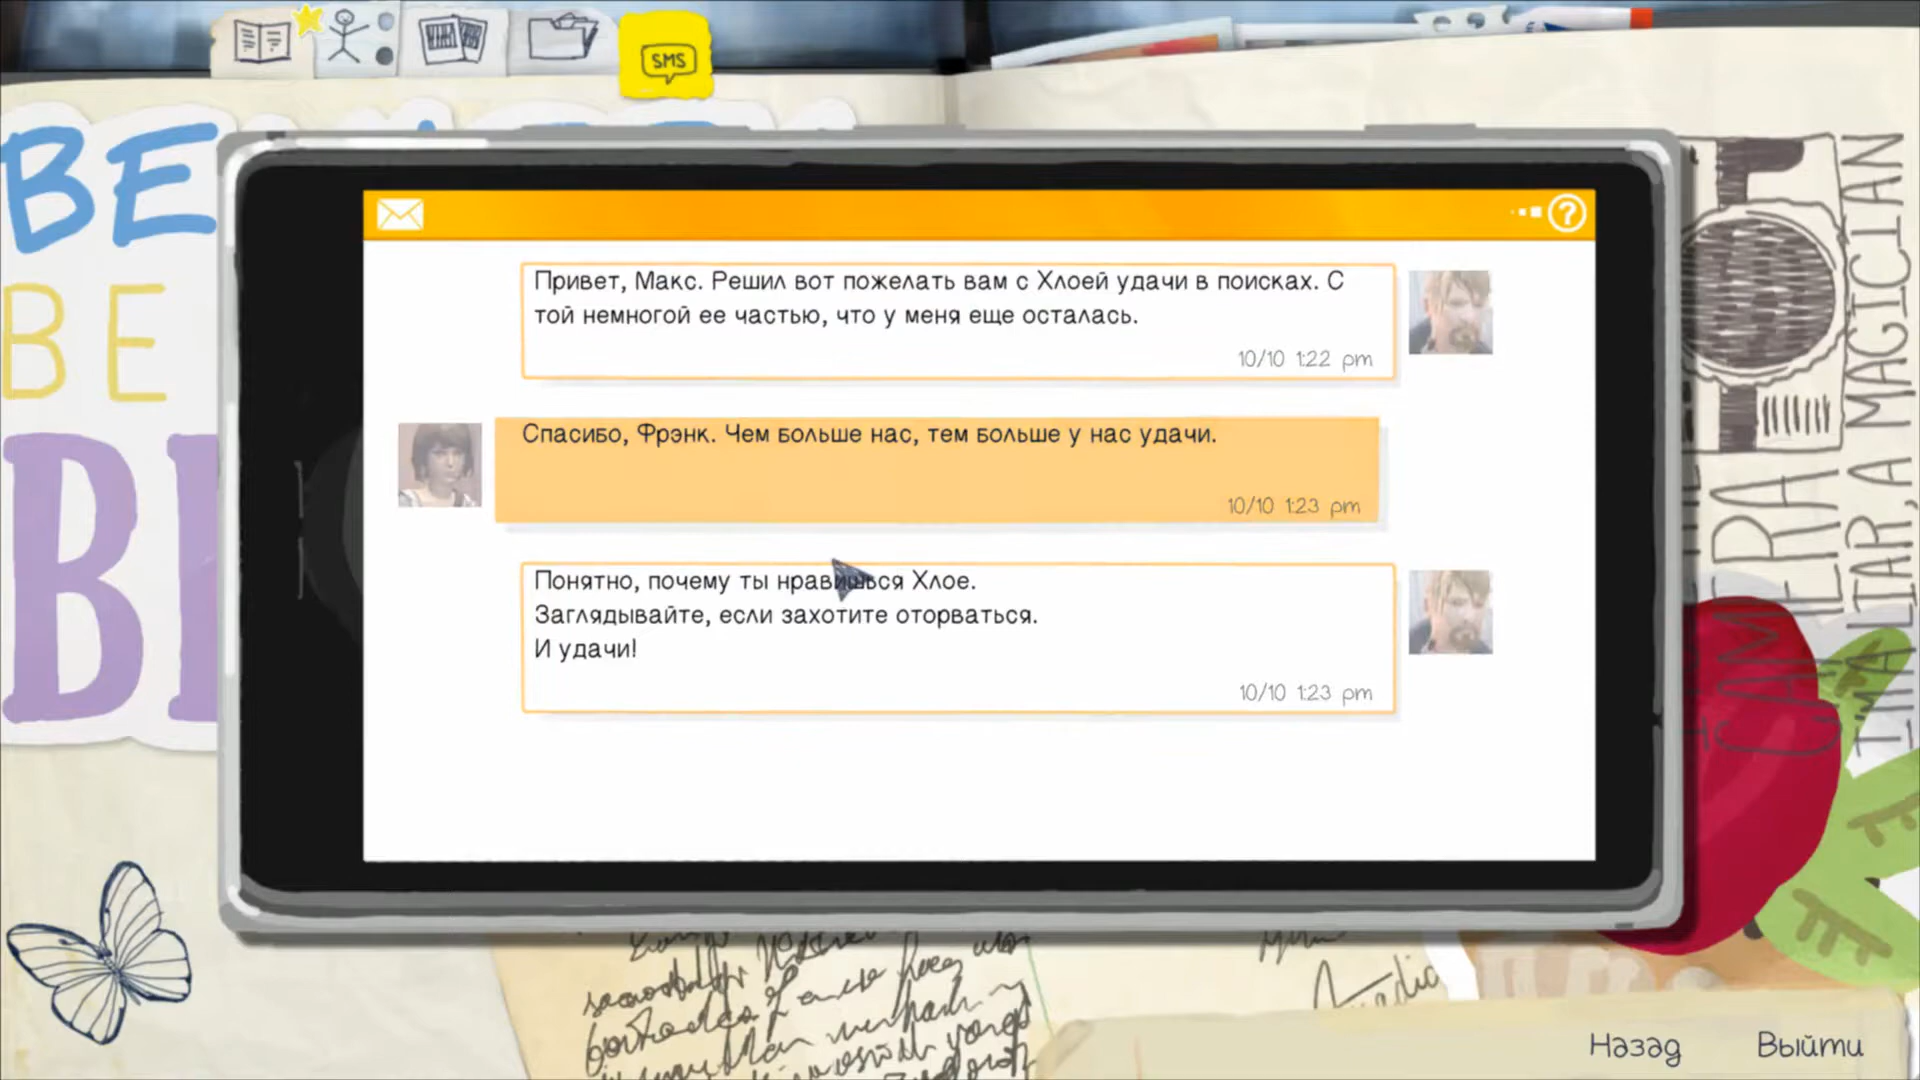 SMS
BE
BE
Привет, Макс. Решил вот пожелать вам с Хлоей удачи в поисках. С
той немногой ее частью, что у меня еще осталась.
10/10 1:22 pm
Спасибо, Фрэнк. Чем больше нас, тем больше у нас удачи.
10/10 1:23 pm
Понятно, почему ты нравишься Хлое.
Заглядывайте, если захотите оторваться.
И удачи!
10/10 1:23 pm
CAMERA
LIAR, A MAGICIAN
Назад
Выйти